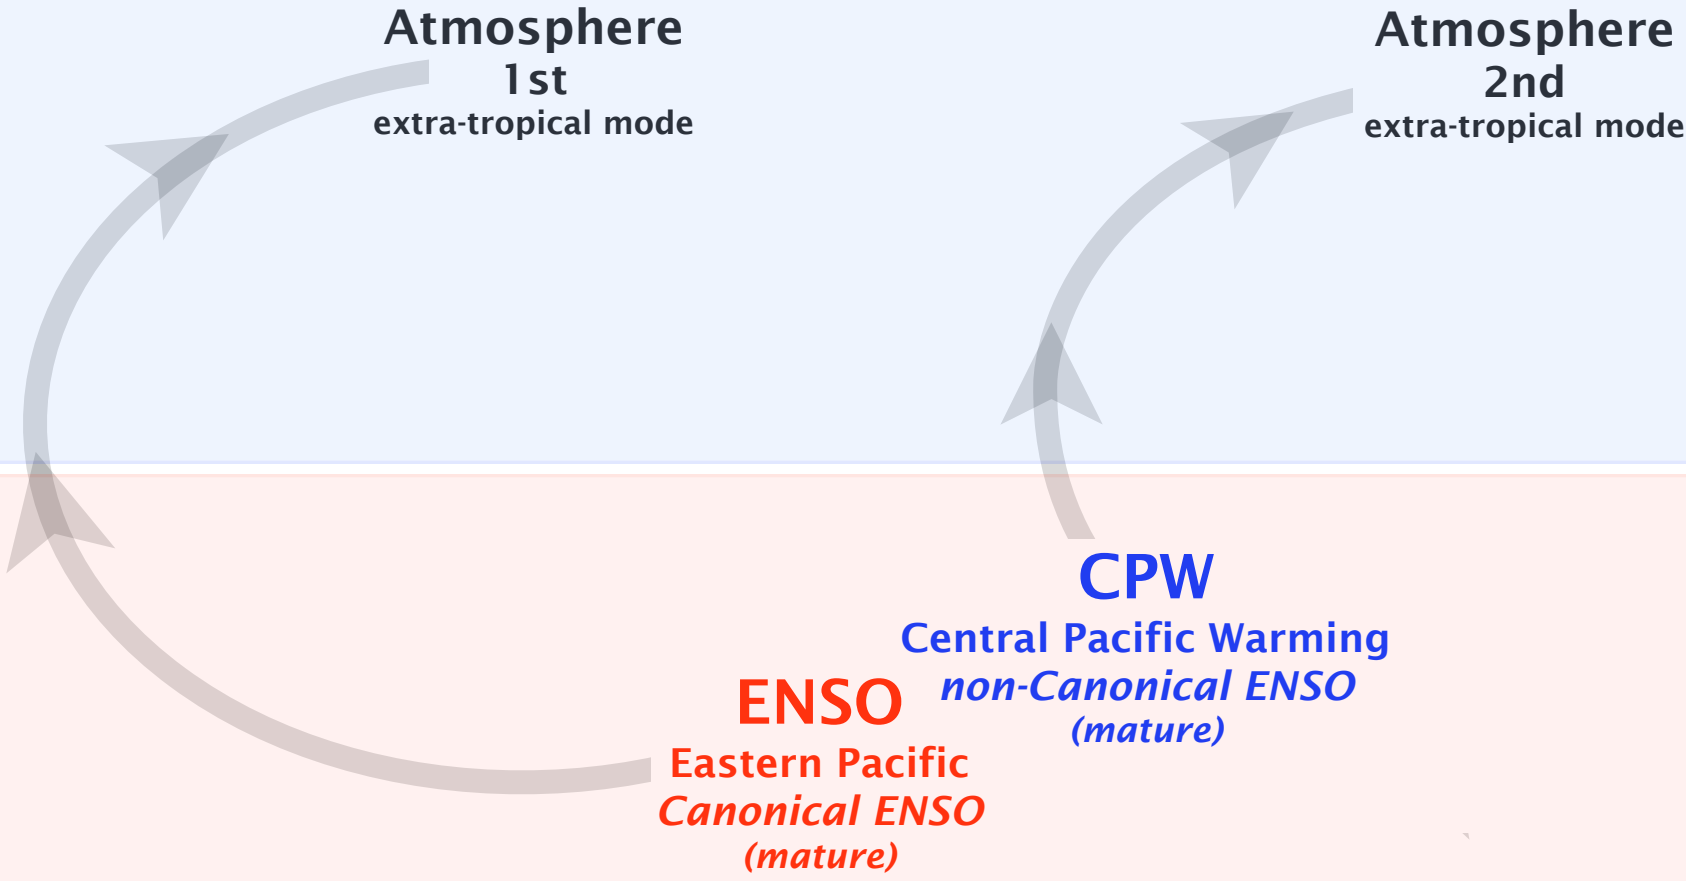 Atmosphere
1st
extra-tropical mode
Atmosphere
2nd
extra-tropical mode
CPW
Central Pacific Warming
non-Canonical ENSO
(mature)
ENSO
Eastern Pacific
Canonical ENSO
(mature)